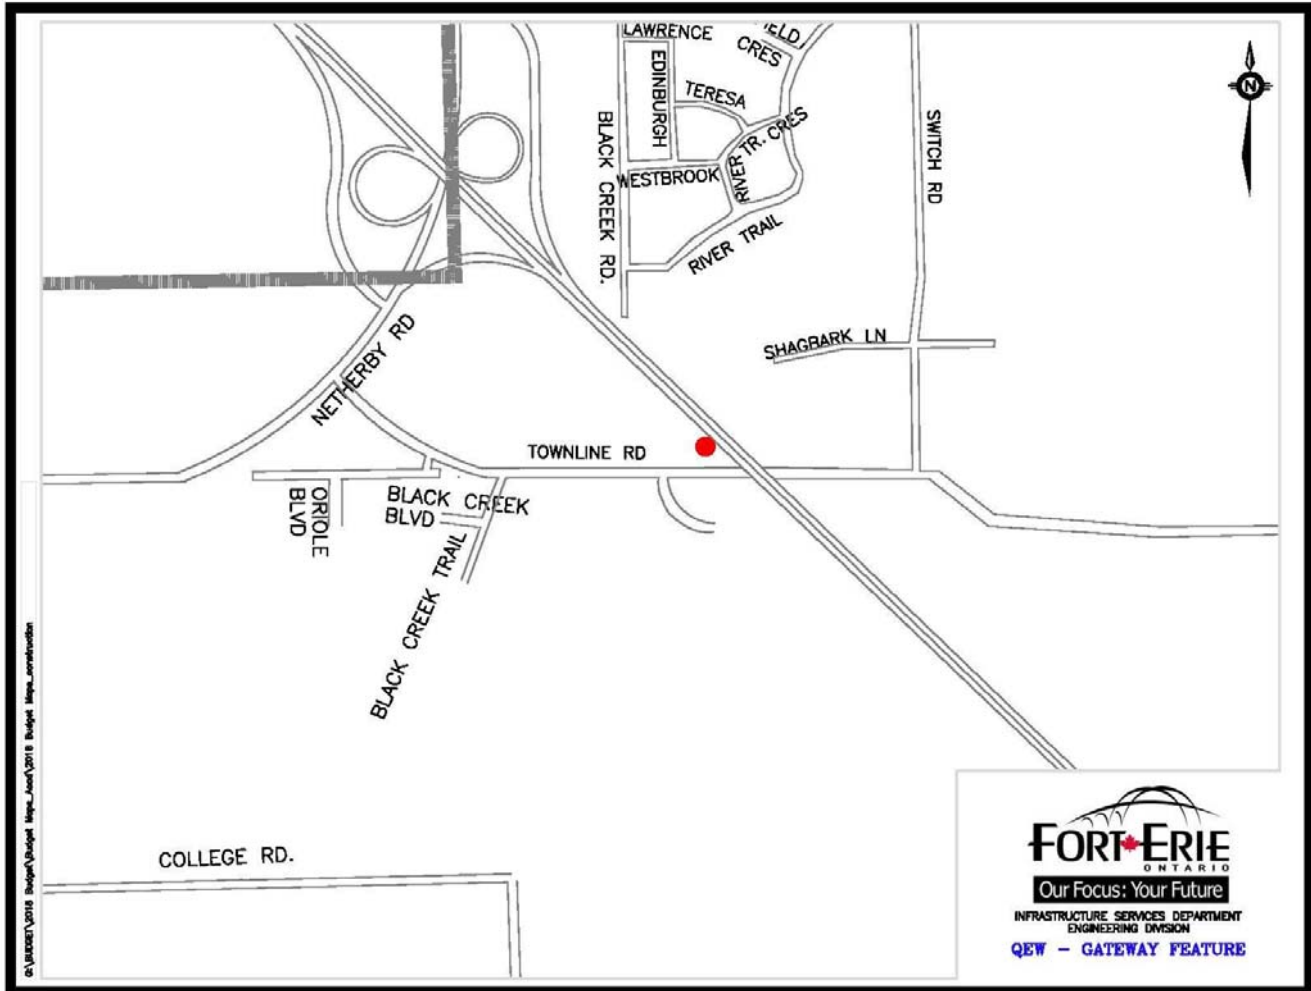 LAWRENCE
IELD
CRES
EDINBURGH
TERESA
BLACK CREEK RD.
RIVER TR. CRES
WESTBROOK
RIVER TRAIL
SWITCH RD
N
NETHERBY RD
SHAGBARK LN
TOWNLINE RD
ORIOLE
BLVD
BLACK CREEK
BLVD
BLACK CREEK TRAIL
COLLEGE RD.
FORT ERIE
ONTARIO
Our Focus: Your Future
INFRASTRUCTURE SERVICES DEPARTMENT
ENGINEERING DIVISION
QEW - GATEWAY FEATURE